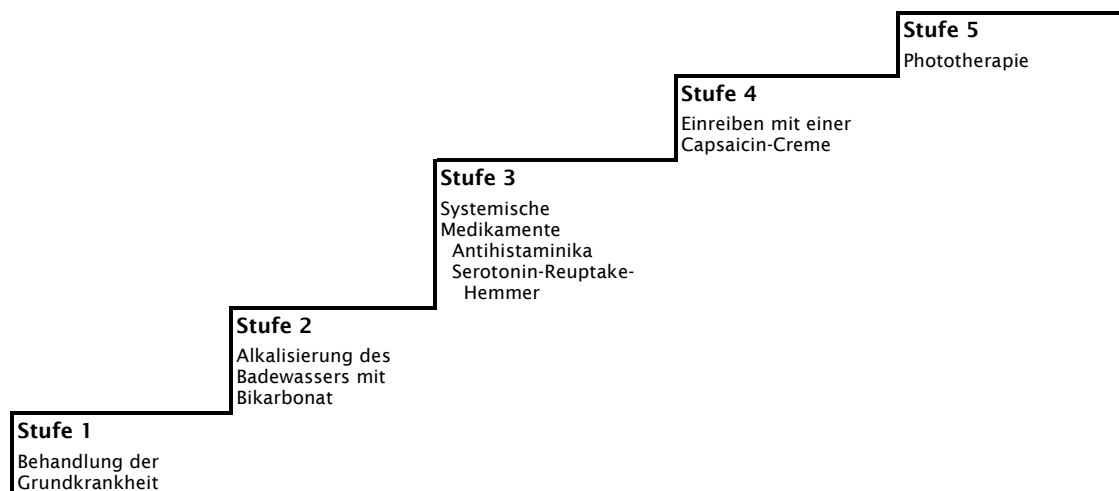 Stufe 5
Phototherapie
Stufe 4
Einreiben mit einer
Capsaicin-Creme
Stufe 3
Systemische
Medikamente
Antihistaminika
Serotonin-Reuptake-
Hemmer
Stufe 2
Alkalisierung des
Badewassers mit
Bikarbonat
Stufe 1
Behandlung der
Grundkrankheit